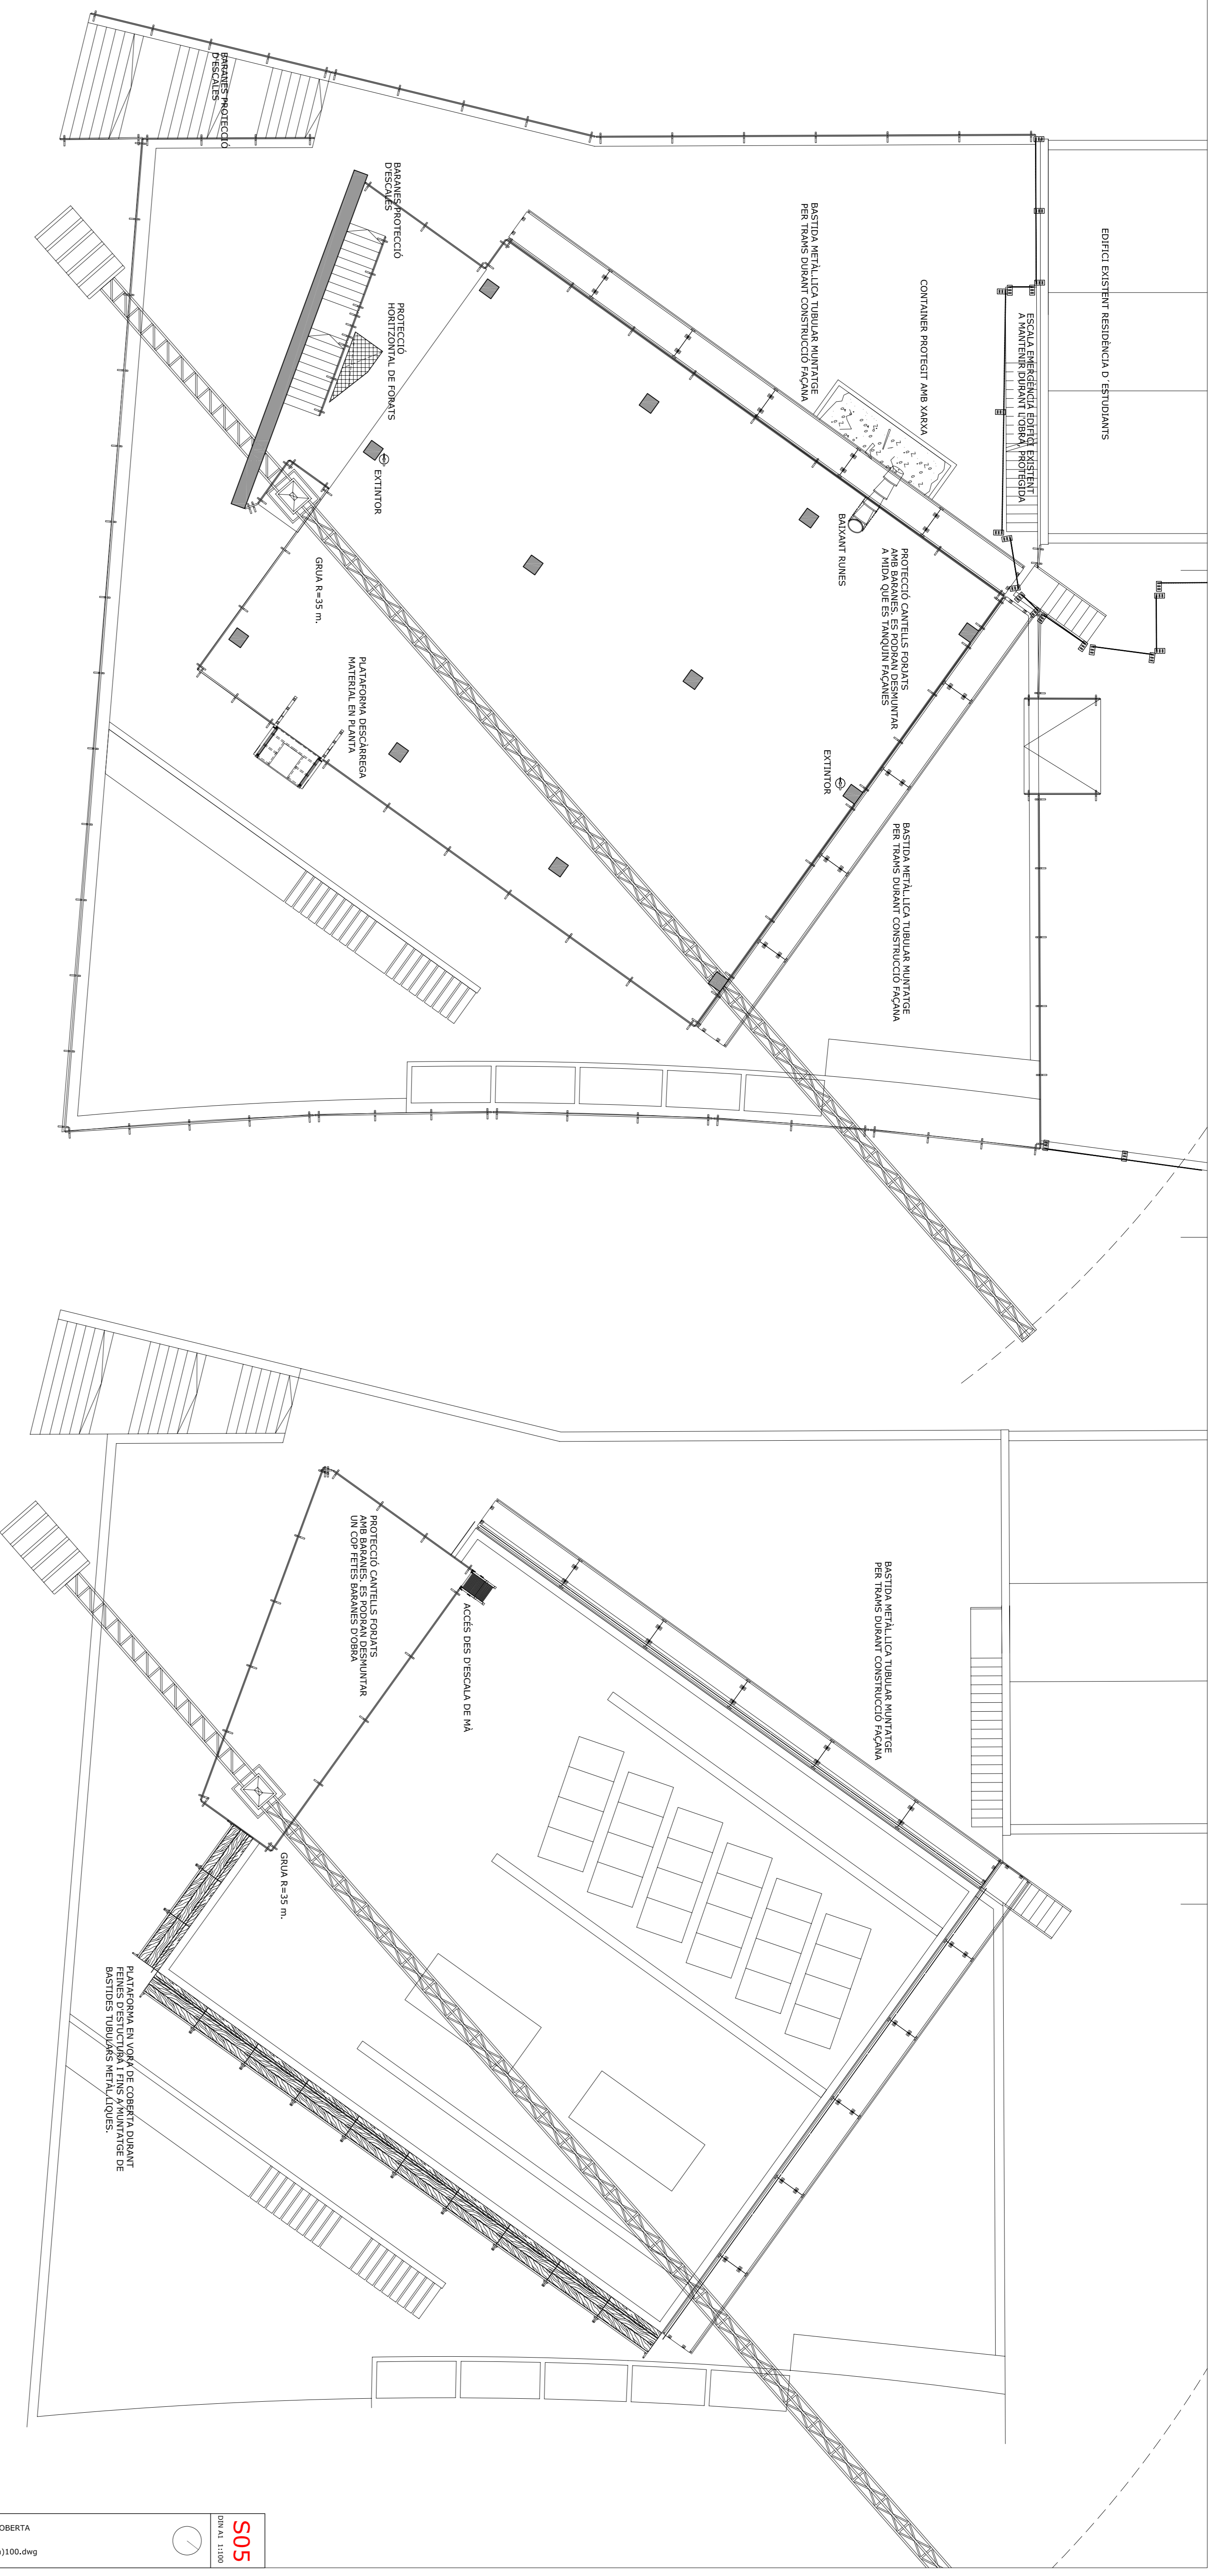 BARANES PROTECCIÓ
D'ESCALES
BARANES PROTECCIÓ
D'ESCALES
PROTECCIÓ
HORITZONTAL DE FORATS
EXTINTOR
GRUA R=35 m.
PLATAFORMA DESCÀRREGA
MATERIAL EN PLANTA
BASTIDA METÀL.LICA TUBULAR MUNTATGE
PER TRAMS DURANT CONSTRUCCIÓ FAÇANA
CONTAINER PROTEGIT AMB XARXA
BAIXANT RUNES
EDIFICI EXISTENT RESIDÈNCIA D´ESTUDIANTS
ESCALA EMERGÈNCIA EDIFICI EXISTENT
A MANTENIR DURANT L'OBRA, PROTEGIDA
PROTECCIÓ CANTELLS FORJATS
AMB BARANES. ES PODRAN DESMUNTAR
A MIDA QUE ES TANQUIN FAÇANES
EXTINTOR
BASTIDA METÀL.LICA TUBULAR MUNTATGE
PER TRAMS DURANT CONSTRUCCIÓ FAÇANA
PROTECCIÓ CANTELLS FORJATS
AMB BARANES. ES PODRAN DESMUNTAR
UN COP FETES BARANES D'OBRA
ACCÉS DES D'ESCALA DE MÀ
BASTIDA METÀL.LICA TUBULAR MUNTATGE
PER TRAMS DURANT CONSTRUCCIÓ FAÇANA
GRUA R=35 m.
PLATAFORMA EN VORA DE COBERTA DURANT
FEINES D'ESTUCTURA I FINS A MUNTATGE DE
BASTIDES TUBULARS METÀL.LIQUES.
S05
DIN A1 1:100
OBERTA
)100.dwg